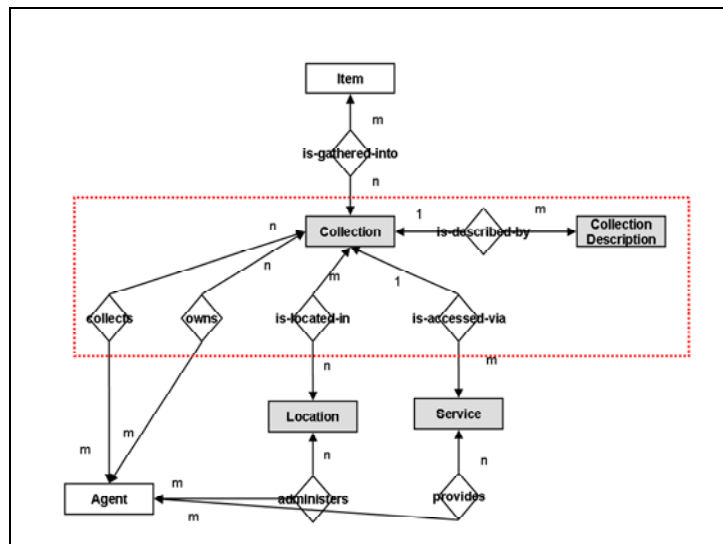 Item
m
is-gathered-into
n
Collection
1
is-described-by
m
Collection
Description
n
n
m
1
collects
owns
is-located-in
is-accessed-via
n
m
Location
Service
m
m
n
n
Agent
m
administers
provides
m